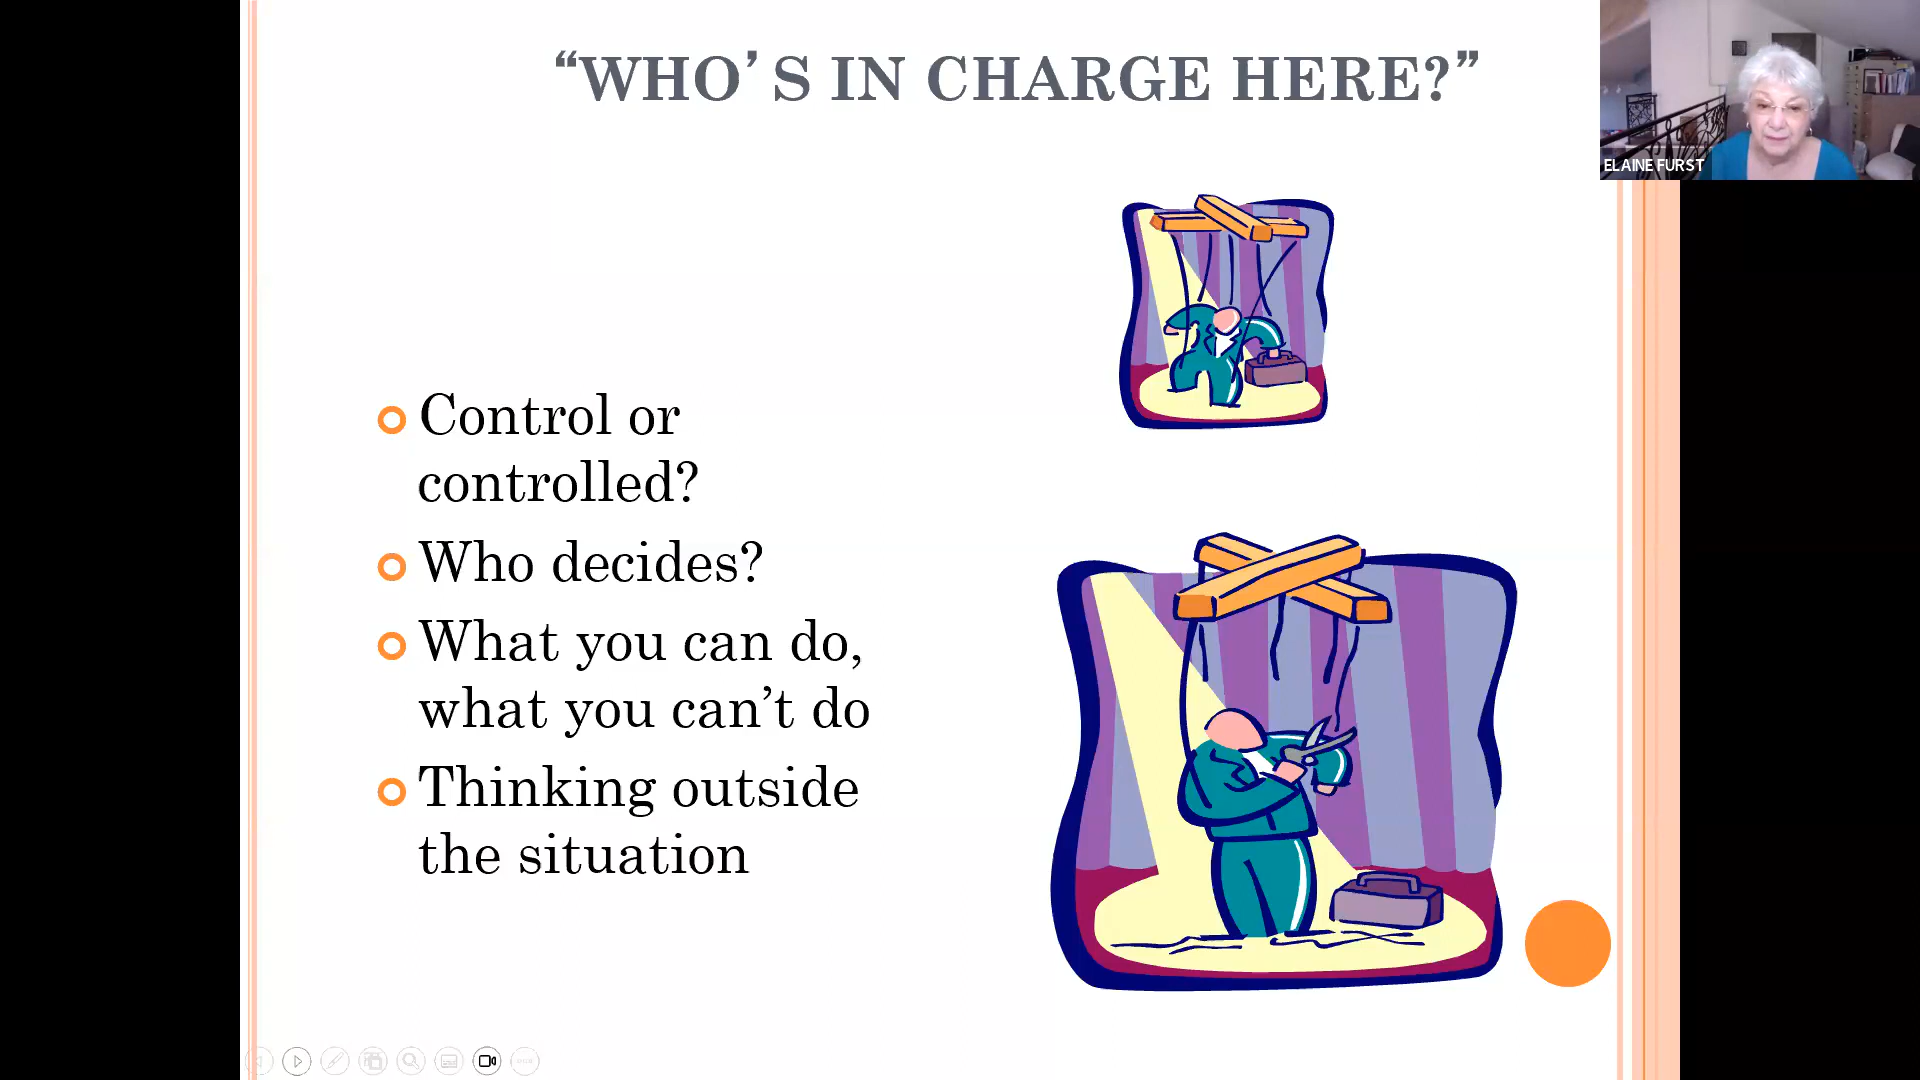 “WHO’S IN CHARGE HERE?”
ELAINE FURST
Control or
controlled?
Who decides?
What you can do,
what you can’t do
Thinking outside
the situation